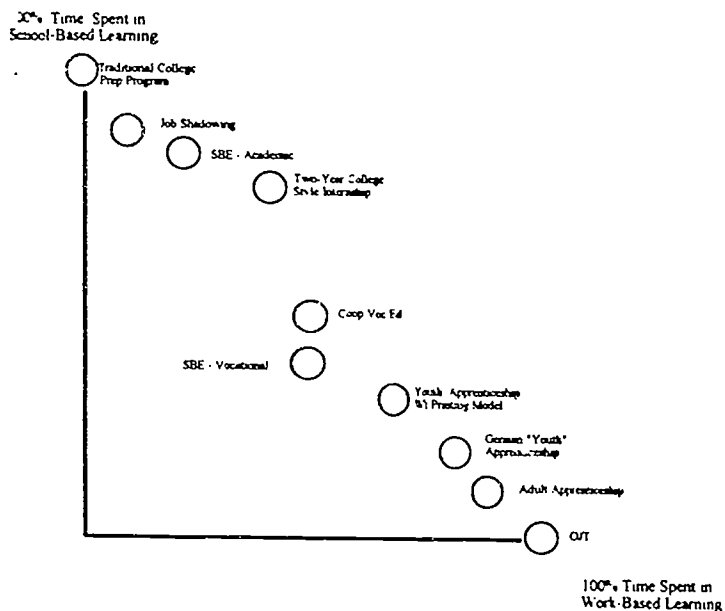 Time Spent in
School-Based Learning
Traditional College
Prep Program
Job Shadowing
SBE - Academic
Two-Year College
Style Internship
Coop Voc Ed
SBE - Vocational
Youth Apprenticeship
WI Printing Model
German "Youth"
Apprenticeship
Adult Apprenticeship
OJT
100% Time Spent in
Work-Based Learning